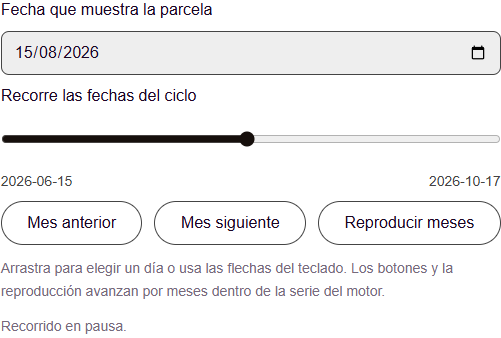 Fecha que muestra la parcela
15/08/2026
Recorre las fechas del ciclo
2026-06-15 2026-10-17
Mes anterior Mes siguiente Reproducir meses
Arrastra para elegir un día o usa las flechas del teclado. Los botones y la
reproducción avanzan por meses dentro de la serie del motor.
Recorrido en pausa.